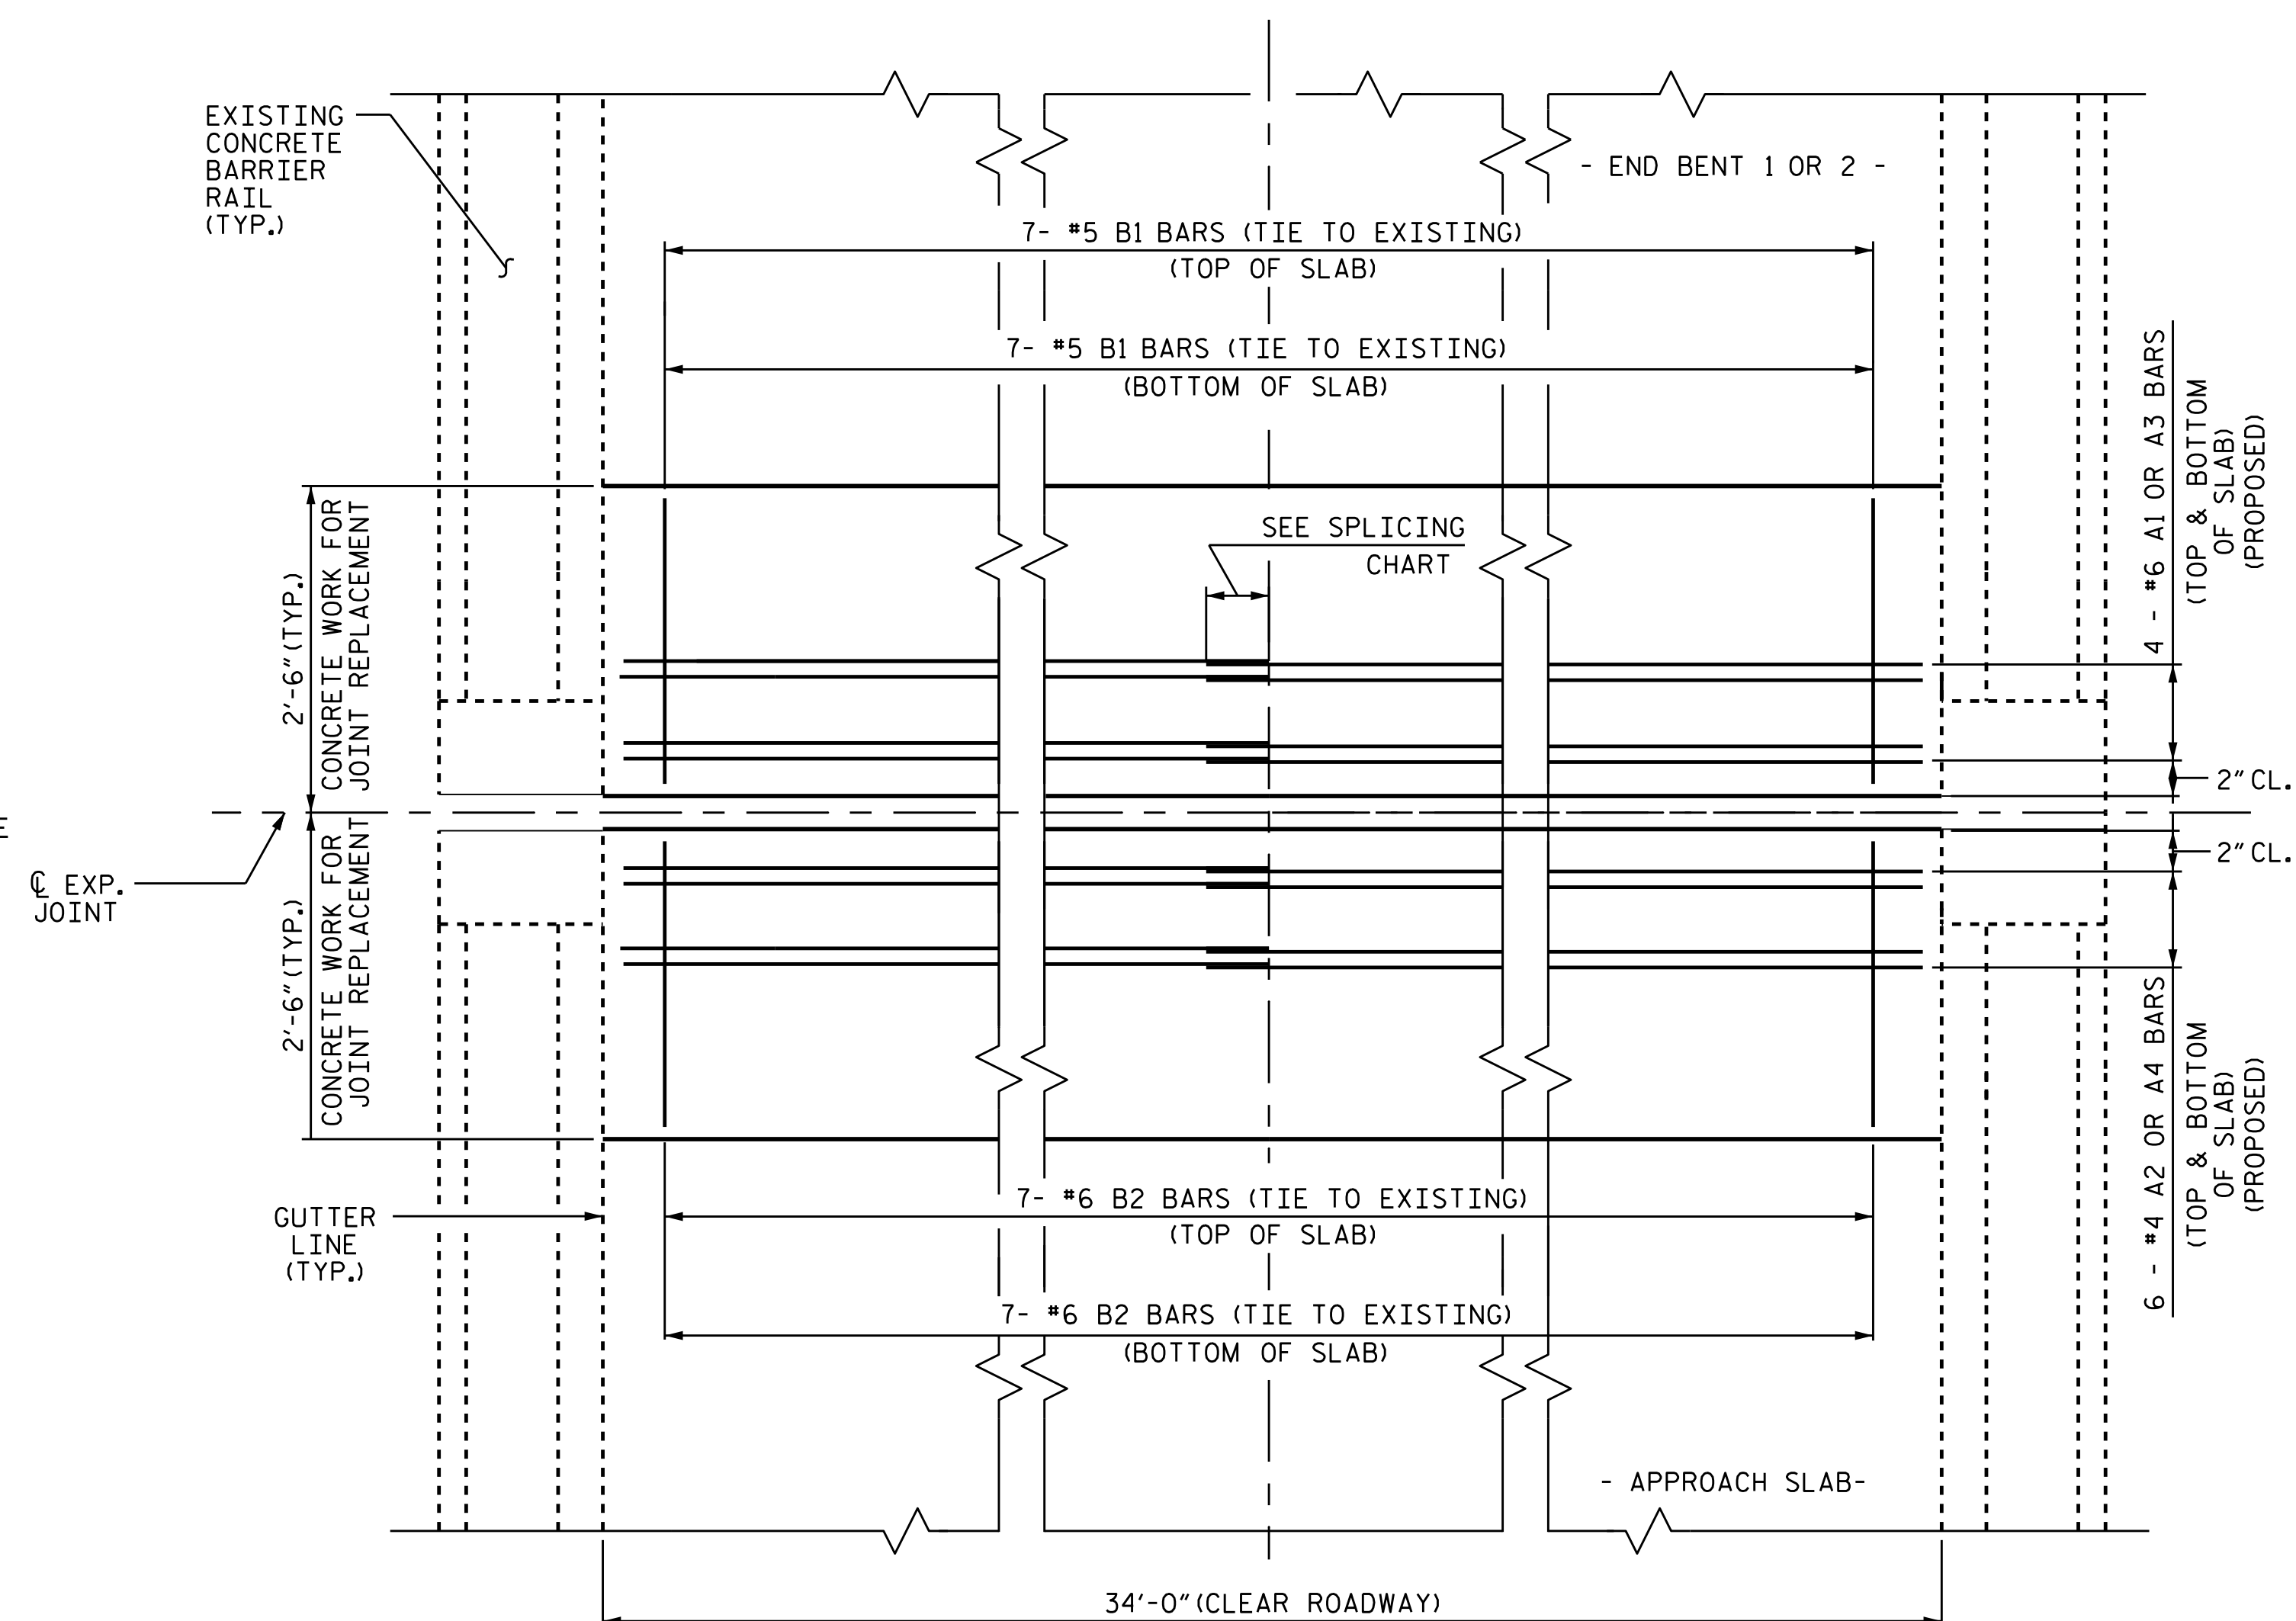 EXISTING
CONCRETE
BARRIER
RAIL
(TYP.)
- END BENT 1 OR 2 -
7- #5 B1 BARS (TIE TO EXISTING)
(TOP OF SLAB)
7- #5 B1 BARS (TIE TO EXISTING)
(BOTTOM OF SLAB)
SEE SPLICING
CHART
2'-6"(TYP.)
CONCRETE WORK FOR
JOINT REPLACEMENT
4 - #6 A1 OR A3 BARS
(TOP & BOTTOM
OF SLAB)
(PROPOSED)
2" CL.
2" CL.
℄ EXP.
JOINT
2'-6"(TYP.)
CONCRETE WORK FOR
JOINT REPLACEMENT
6 - #4 A2 OR A4 BARS
(TOP & BOTTOM
OF SLAB)
(PROPOSED)
GUTTER
LINE
(TYP.)
7- #6 B2 BARS (TIE TO EXISTING)
(TOP OF SLAB)
7- #6 B2 BARS (TIE TO EXISTING)
(BOTTOM OF SLAB)
- APPROACH SLAB-
34'-0"(CLEAR ROADWAY)